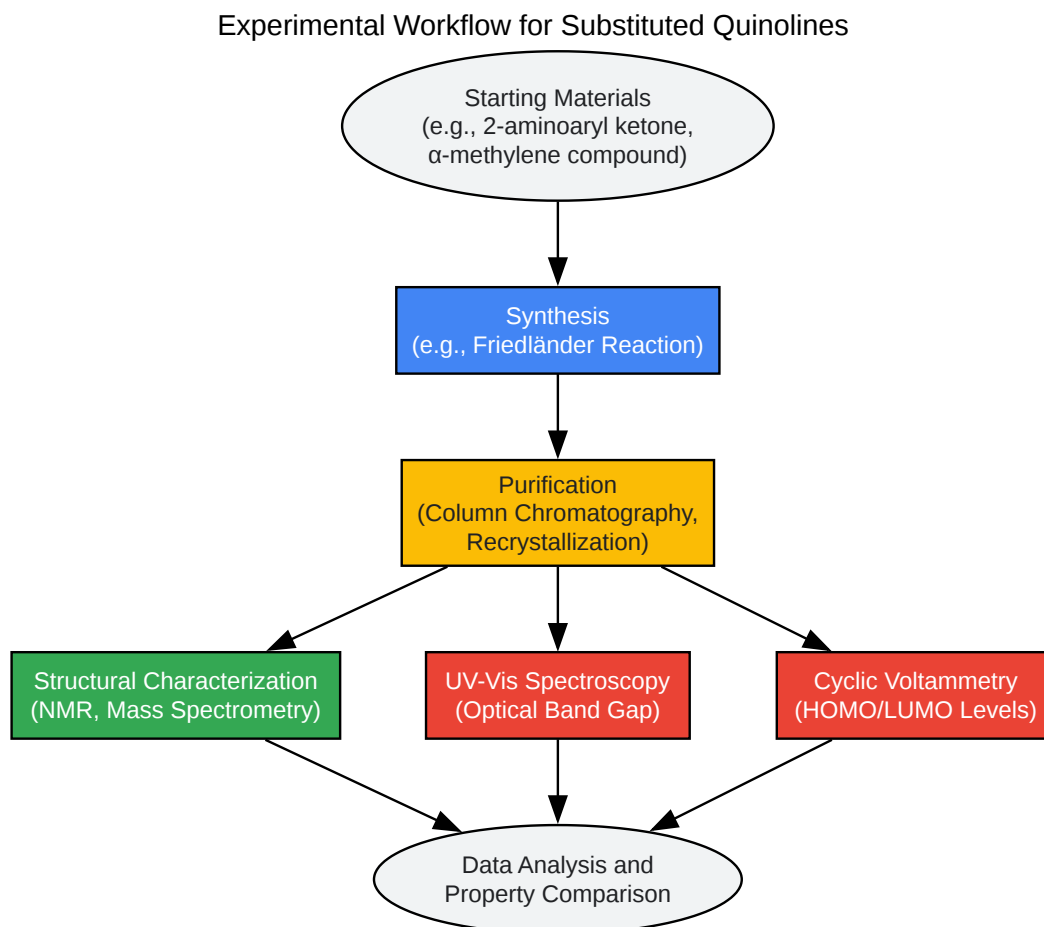 Experimental Workflow for Substituted Quinolines
Starting Materials
(e.g., 2-aminoaryl ketone,
α-methylene compound)
Synthesis
(e.g., Friedländer Reaction)
Purification
(Column Chromatography,
Recrystallization)
Structural Characterization
(NMR, Mass Spectrometry)
UV-Vis Spectroscopy
(Optical Band Gap)
Cyclic Voltammetry
(HOMO/LUMO Levels)
Data Analysis and
Property Comparison